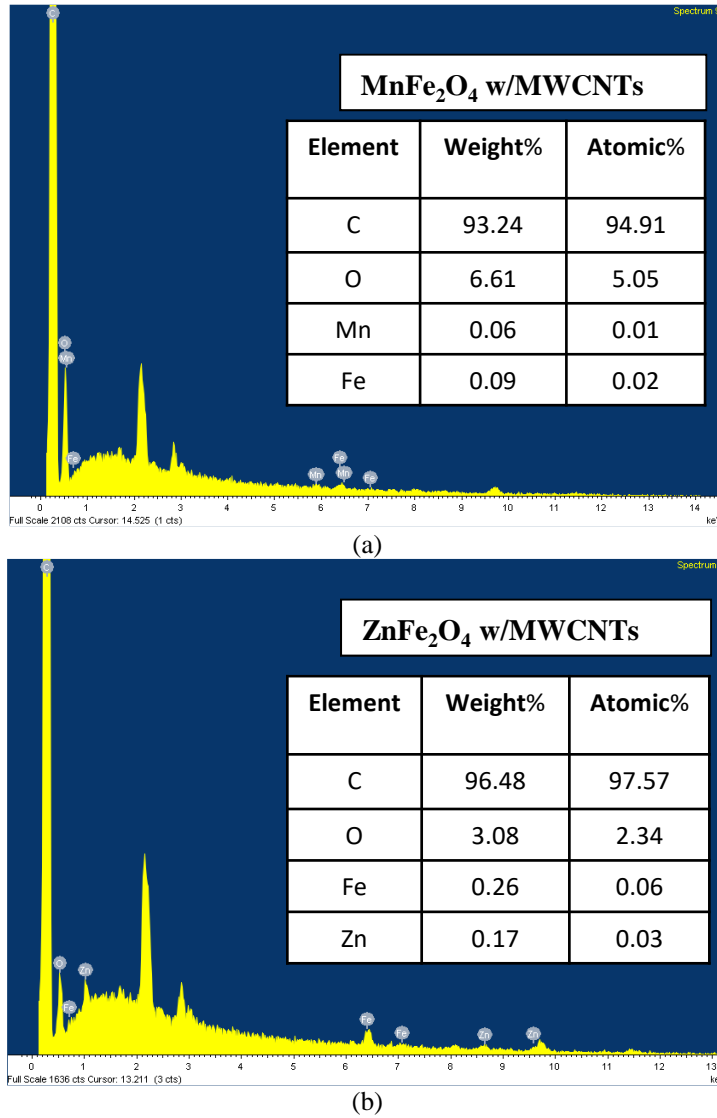 Spectrum
C
MnFe₂O₄ w/MWCNTs
Element Weight% Atomic%
C 93.24 94.91
O 6.61 5.05
Mn 0.06 0.01
Fe 0.09 0.02
O
Mn
Fe
Fe
Mn Mn Fe
0 1 2 3 4 5 6 7 8 9 10 11 12 13 14
Full Scale 2108 cts Cursor: 14.525 (1 cts)
(a)
Spectrum
C
ZnFe₂O₄ w/MWCNTs
Element Weight% Atomic%
C 96.48 97.57
O 3.08 2.34
Fe 0.26 0.06
Zn 0.17 0.03
O Zn
Fe
Fe Fe Zn Zn
0 1 2 3 4 5 6 7 8 9 10 11 12 13
Full Scale 1636 cts Cursor: 13.211 (3 cts)
(b)